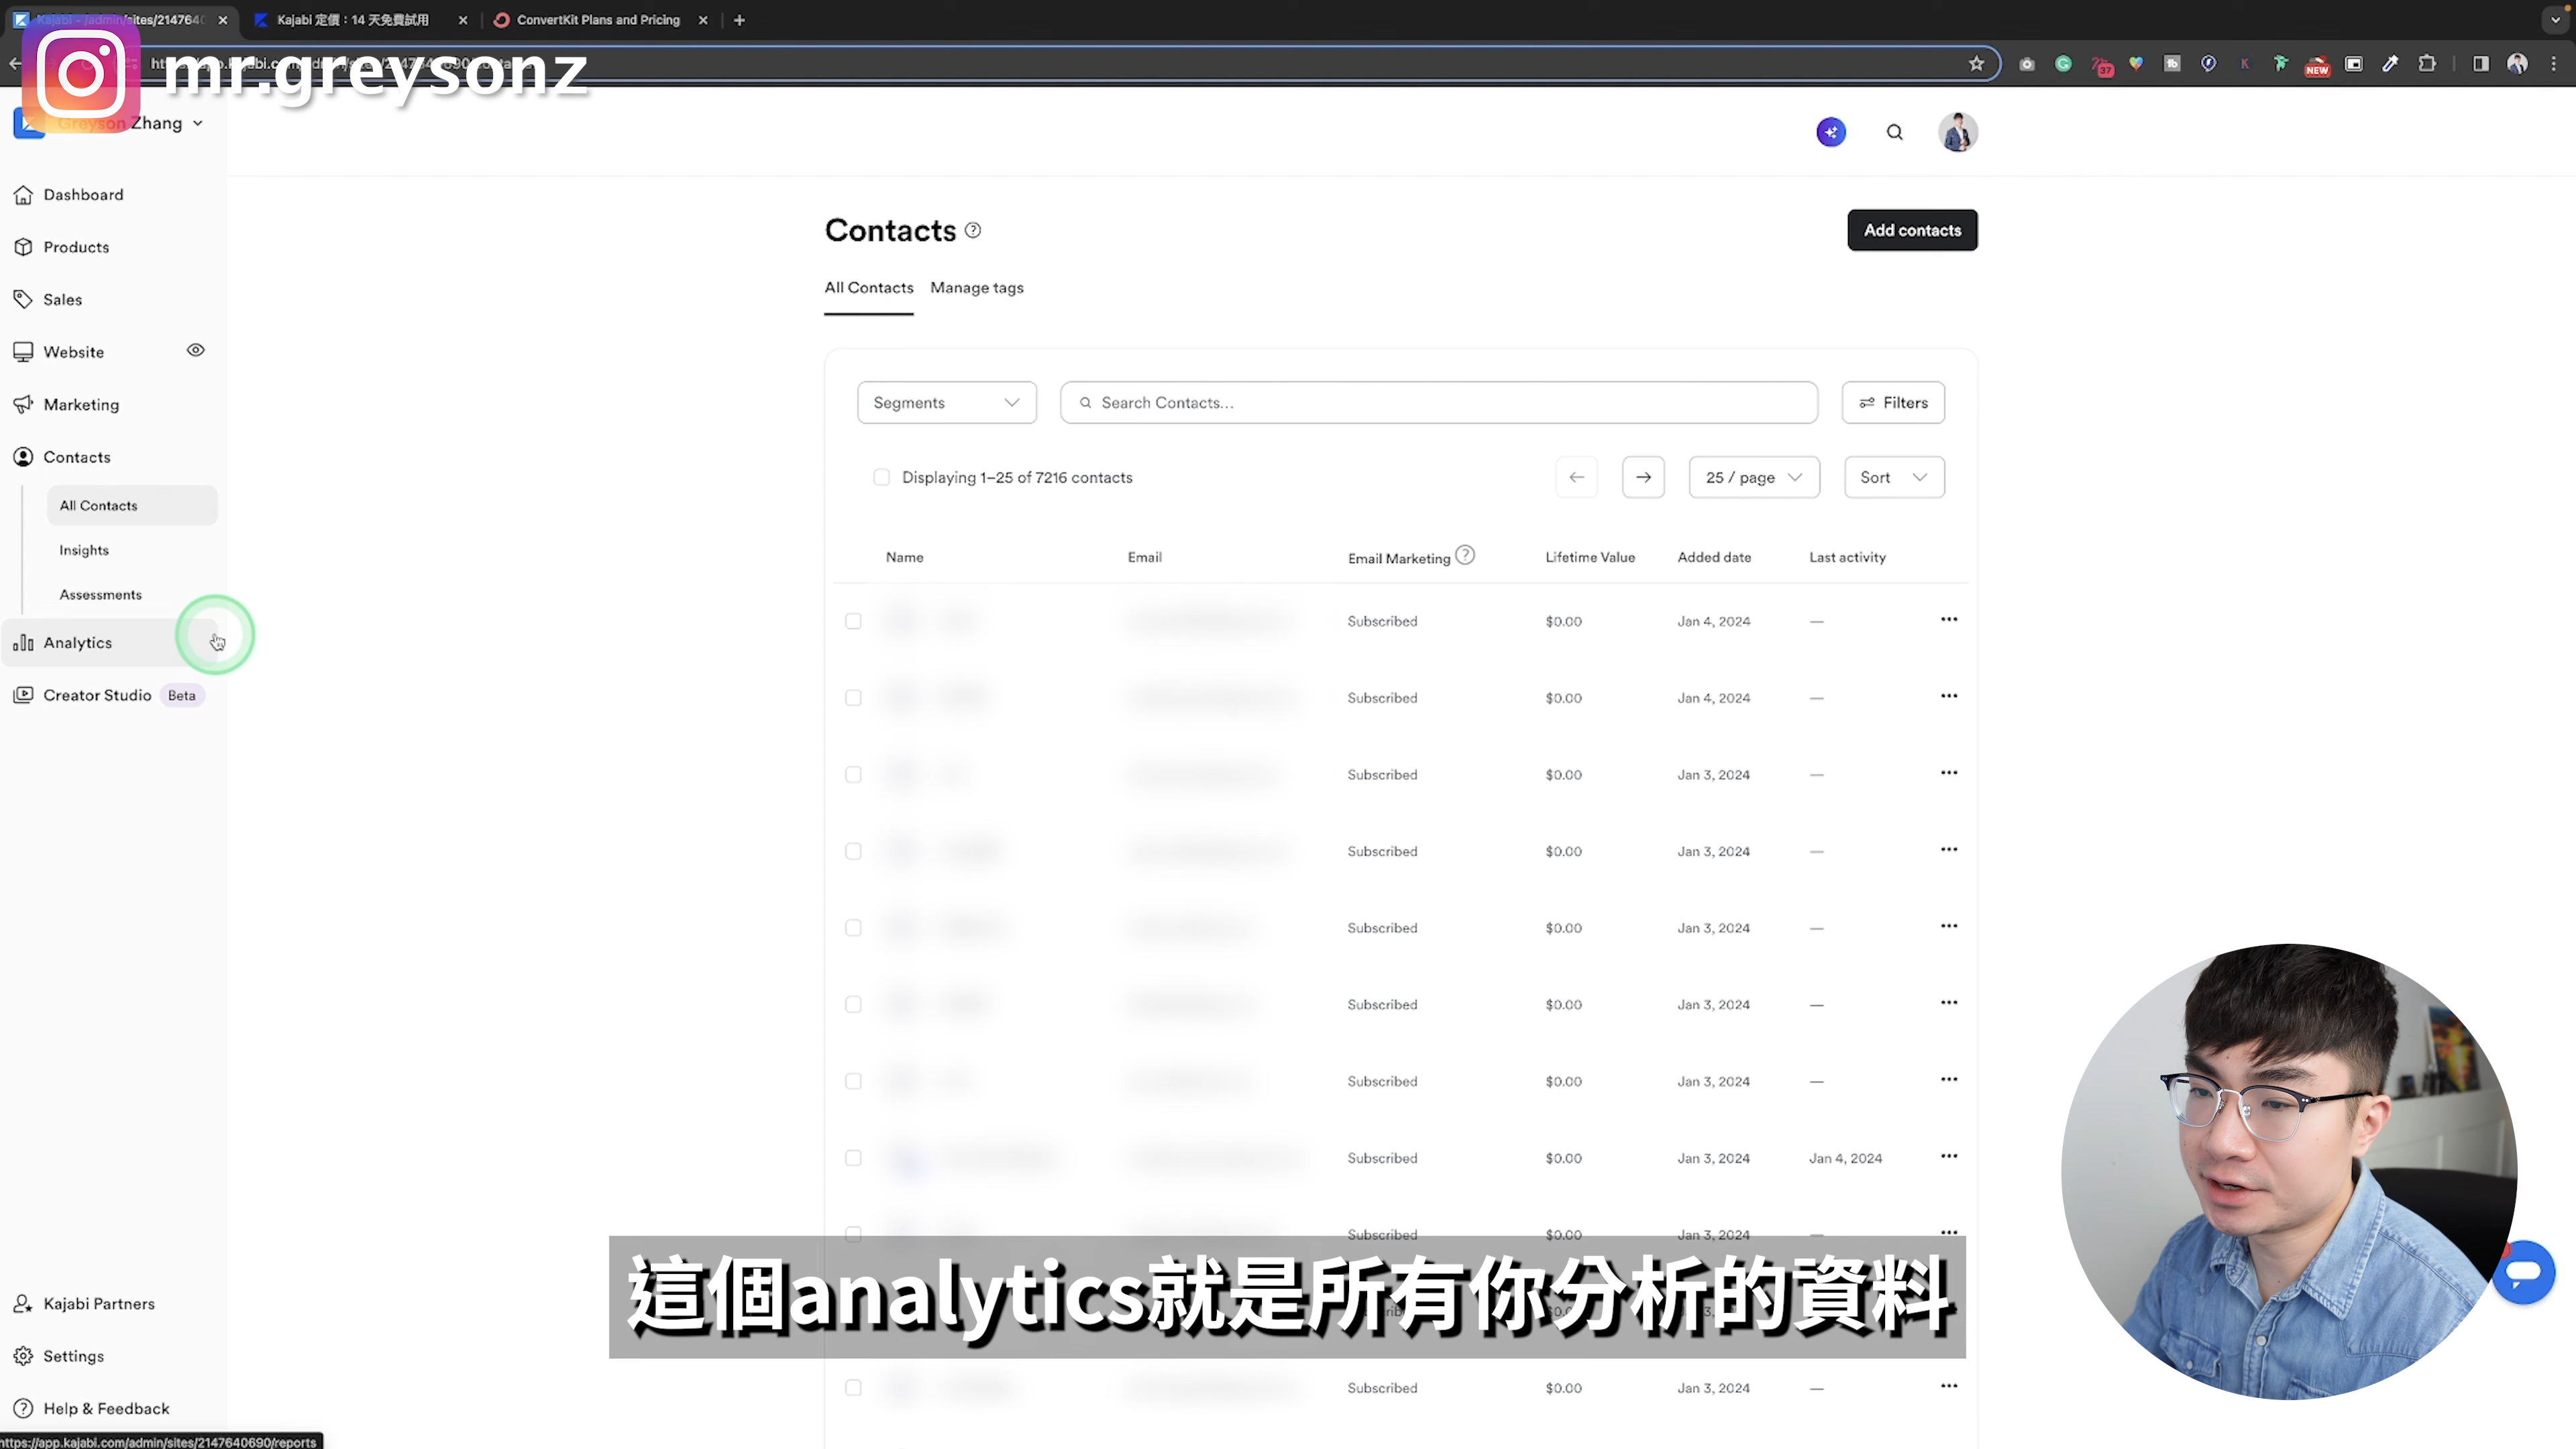 Kajabi - /admin/sites/2147640
Kajabi 定價：14 天免費試用
ConvertKit Plans and Pricing
mr.greysonz
37
NEW
Greyson Zhang
Dashboard
Products
Sales
Website
Marketing
Contacts
All Contacts
Insights
Assessments
Analytics
Creator Studio Beta
Kajabi Partners
Settings
Help & Feedback
https://app.kajabi.com/admin/sites/2147640690/reports
Contacts
Add contacts
All Contacts Manage tags
Segments
Search Contacts...
Filters
Displaying 1–25 of 7216 contacts
25 / page
Sort
Name Email Email Marketing Lifetime Value Added date Last activity
Subscribed $0.00 Jan 4, 2024 —
Subscribed $0.00 Jan 4, 2024 —
Subscribed $0.00 Jan 3, 2024 —
Subscribed $0.00 Jan 3, 2024 —
Subscribed $0.00 Jan 3, 2024 —
Subscribed $0.00 Jan 3, 2024 —
Subscribed $0.00 Jan 3, 2024 —
Subscribed $0.00 Jan 3, 2024 Jan 4, 2024
Subscribed $0.00 Jan 3, 2024 —
這個analytics就是所有你分析的資料
Subscribed $0.00 Jan 3, 2024 —